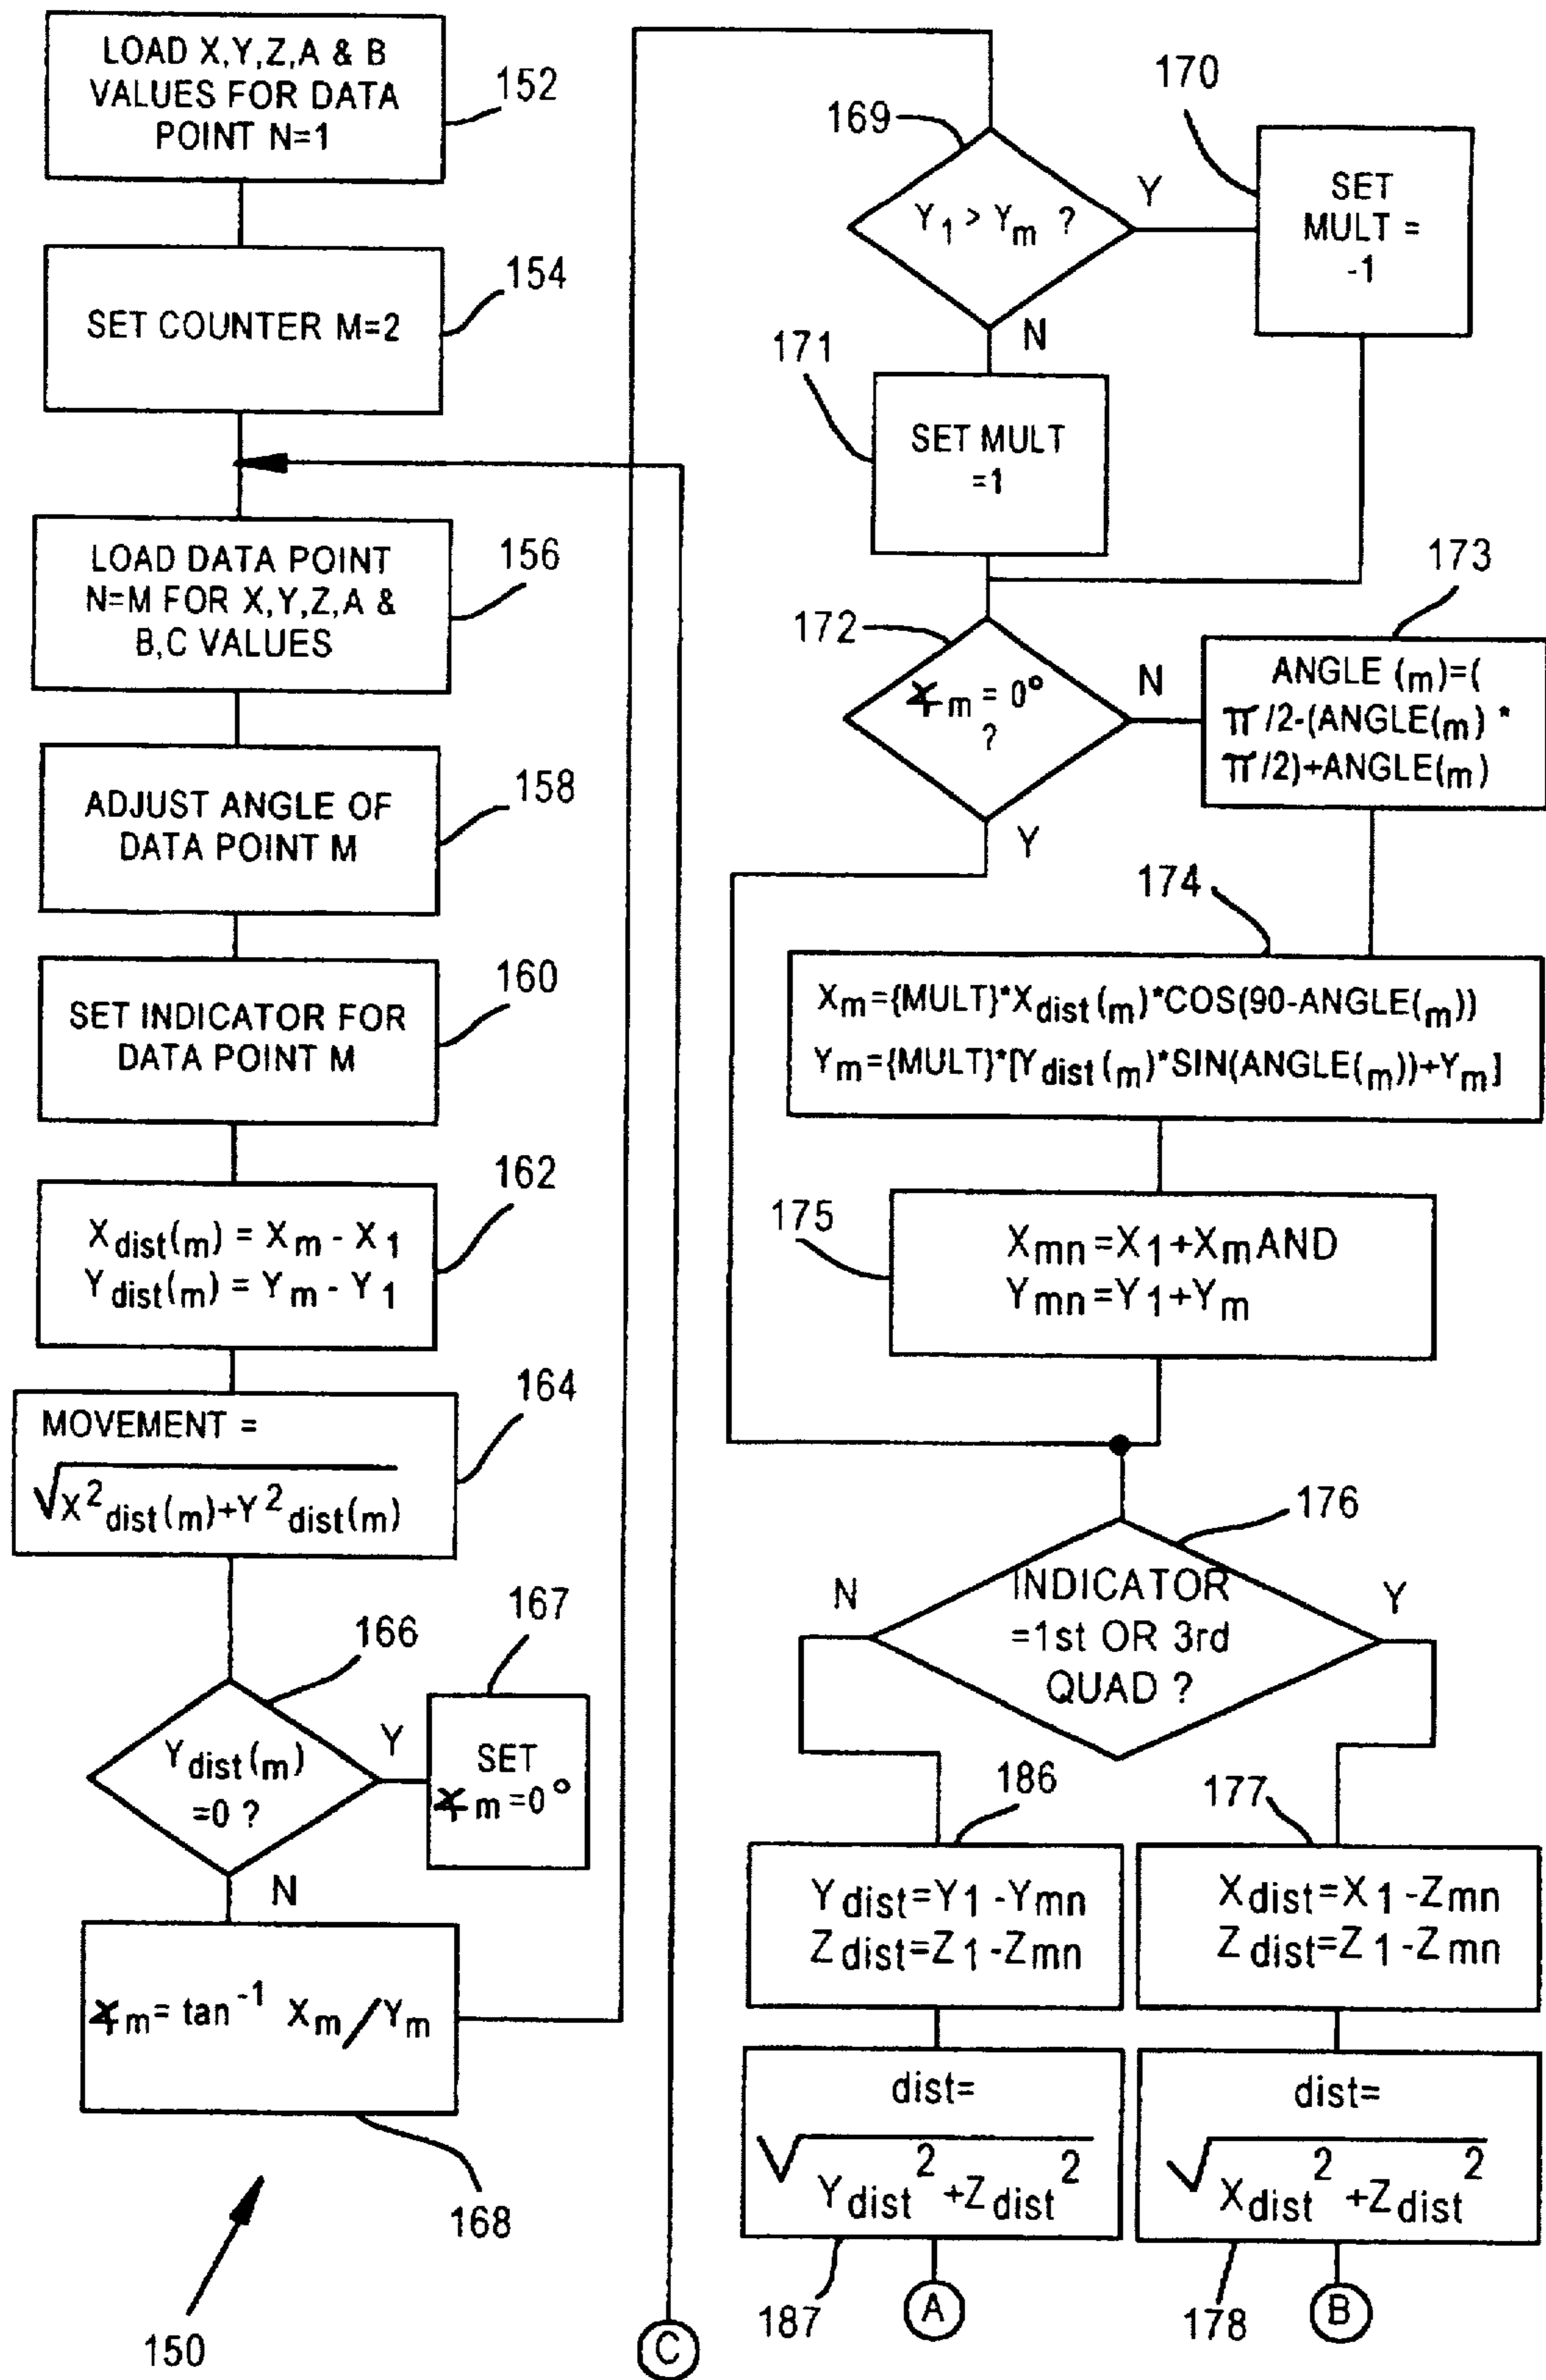 LOAD X,Y,Z,A & B
VALUES FOR DATA
POINT N=1
152
SET COUNTER M=2
154
LOAD DATA POINT
N=M FOR X,Y,Z,A &
B,C VALUES
156
ADJUST ANGLE OF
DATA POINT M
158
SET INDICATOR FOR
DATA POINT M
160
Xdist(m) = Xm - X1
Ydist(m) = Ym - Y1
162
MOVEMENT =
√X²dist(m)+Y²dist(m)
164
166
Ydist(m)
=0 ?
Y
N
167
SET
∡m=0°
∡m= tan⁻¹ Xm/Ym
168
150
C
169
Y1 > Ym ?
Y
N
170
SET
MULT =
-1
171
SET MULT
=1
172
∡m = 0°
?
N
Y
173
ANGLE (m)=(
π/2-(ANGLE(m) *
π/2)+ANGLE(m)
174
Xm={MULT}*Xdist(m)*COS(90-ANGLE(m))
Ym={MULT}*[Ydist(m)*SIN(ANGLE(m))+Ym]
175
Xmn=X1+XmAND
Ymn=Y1+Ym
176
INDICATOR
=1st OR 3rd
QUAD ?
N
Y
186
Ydist=Y1-Ymn
Zdist=Z1-Zmn
177
Xdist=X1-Zmn
Zdist=Z1-Zmn
dist=
√Ydist²+Zdist²
187
A
dist=
√Xdist²+Zdist²
178
B